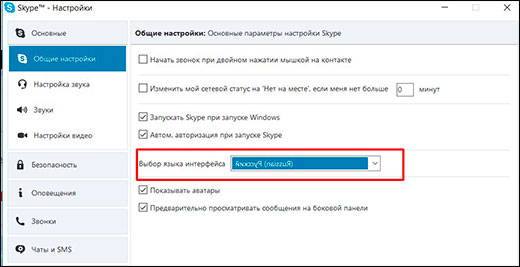 Skype™ - Настройки
Основные
Общие настройки
Настройка звука
Звуки
Настройки видео
Безопасность
Оповещения
Звонки
Чаты и SMS
Общие настройки: Основные параметры настройки Skype
Начать звонок при двойном нажатии мышкой на контакте
Изменить мой сетевой статус на 'Нет на месте', если меня нет больше 0 минут
Запускать Skype при запуске Windows
Автом. авторизация при запуске Skype
Выбор языка интерфейса (Russian) Русский
Показывать аватары
Предварительно просматривать сообщения на боковой панели